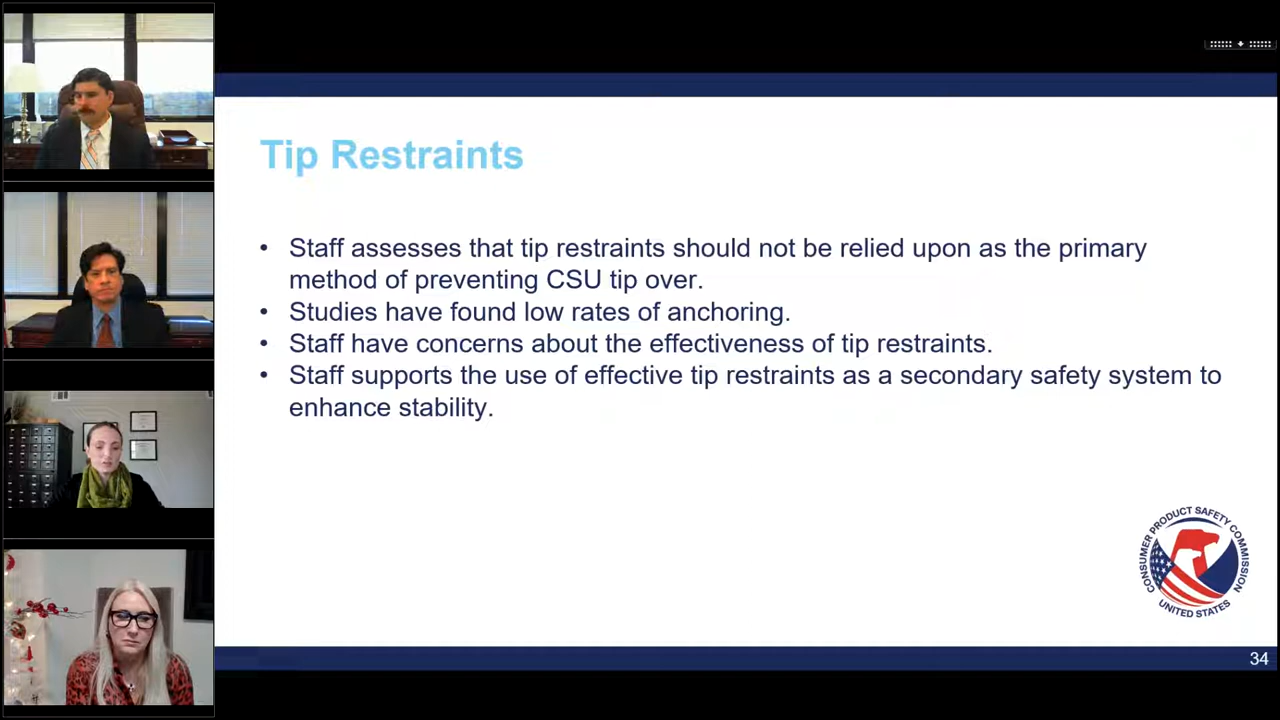 Tip Restraints
• Staff assesses that tip restraints should not be relied upon as the primary
method of preventing CSU tip over.
• Studies have found low rates of anchoring.
• Staff have concerns about the effectiveness of tip restraints.
• Staff supports the use of effective tip restraints as a secondary safety system to
enhance stability.
CONSUMER PRODUCT SAFETY COMMISSION
UNITED STATES
34